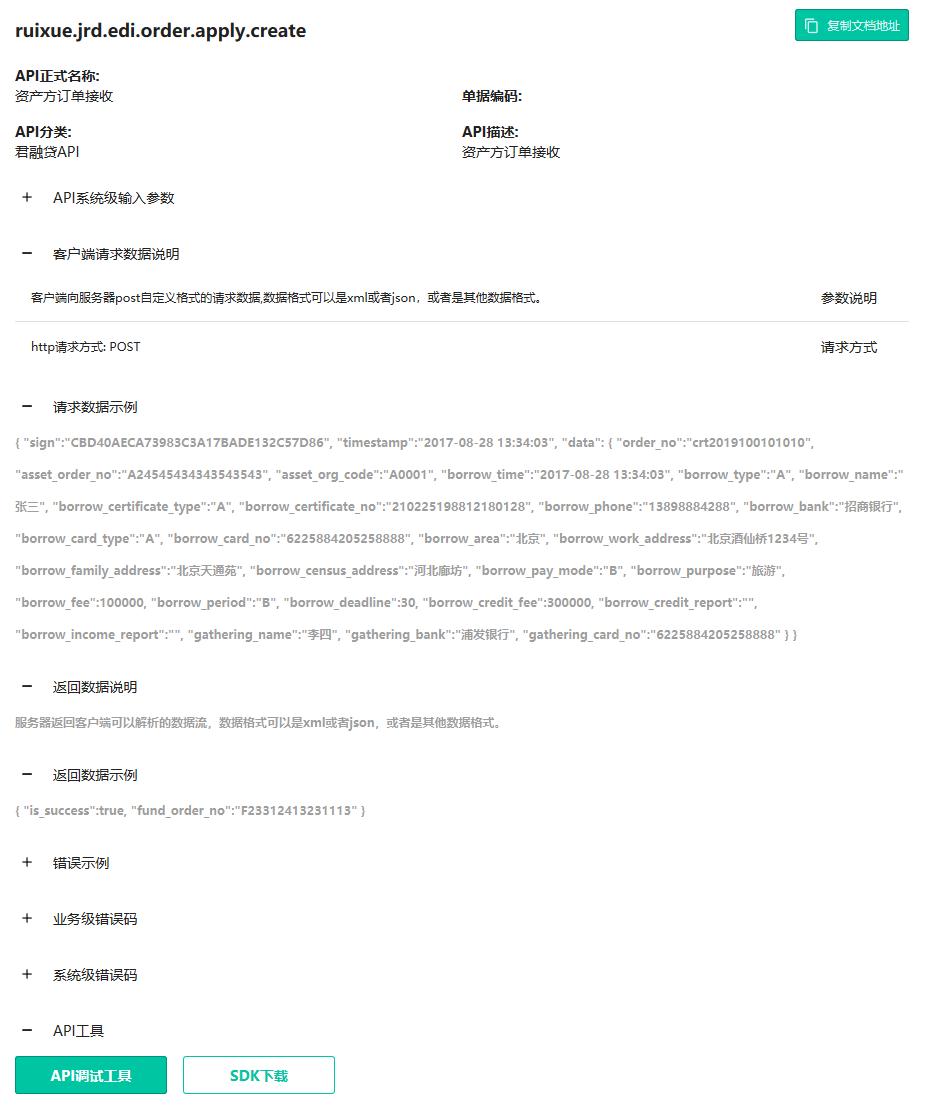 ruixue.jrd.edi.order.apply.create
复制文档地址
API正式名称:
资产方订单接收
单据编码:
API分类:
君融贷API
API描述:
资产方订单接收
+ API系统级输入参数
− 客户端请求数据说明
客户端向服务器post自定义格式的请求数据,数据格式可以是xml或者json，或者是其他数据格式。
参数说明
http请求方式: POST
请求方式
− 请求数据示例
{ "sign":"CBD40AECA73983C3A17BADE132C57D86", "timestamp":"2017-08-28 13:34:03", "data": { "order_no":"crt2019100101010",
"asset_order_no":"A24545434343543543", "asset_org_code":"A0001", "borrow_time":"2017-08-28 13:34:03", "borrow_type":"A", "borrow_name":"
张三", "borrow_certificate_type":"A", "borrow_certificate_no":"210225198812180128", "borrow_phone":"13898884288", "borrow_bank":"招商银行",
"borrow_card_type":"A", "borrow_card_no":"6225884205258888", "borrow_area":"北京", "borrow_work_address":"北京酒仙桥1234号",
"borrow_family_address":"北京天通苑", "borrow_census_address":"河北廊坊", "borrow_pay_mode":"B", "borrow_purpose":"旅游",
"borrow_fee":100000, "borrow_period":"B", "borrow_deadline":30, "borrow_credit_fee":300000, "borrow_credit_report":"",
"borrow_income_report":"", "gathering_name":"李四", "gathering_bank":"浦发银行", "gathering_card_no":"6225884205258888" } }
− 返回数据说明
服务器返回客户端可以解析的数据流，数据格式可以是xml或者json，或者是其他数据格式。
− 返回数据示例
{ "is_success":true, "fund_order_no":"F23312413231113" }
+ 错误示例
+ 业务级错误码
+ 系统级错误码
− API工具
API调试工具
SDK下载